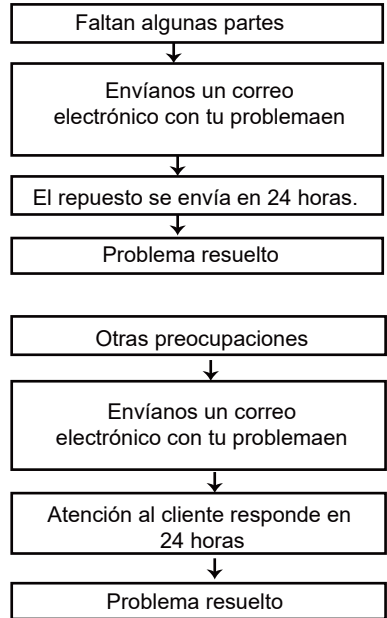 Faltan algunas partes
Envíanos un correo
electrónico con tu problemaen
El repuesto se envía en 24 horas.
Problema resuelto
Otras preocupaciones
Envíanos un correo
electrónico con tu problemaen
Atención al cliente responde en
24 horas
Problema resuelto